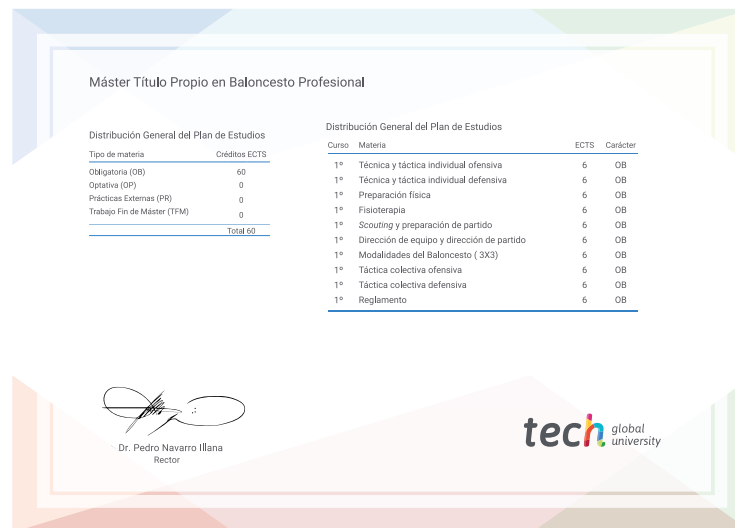 Máster Título Propio en Baloncesto Profesional
Distribución General del Plan de Estudios
Tipo de materia Créditos ECTS
Obligatoria (OB) 60
Optativa (OP) 0
Prácticas Externas (PR) 0
Trabajo Fin de Máster (TFM) 0
Total 60
Distribución General del Plan de Estudios
Curso Materia ECTS Carácter
1º Técnica y táctica individual ofensiva 6 OB
1º Técnica y táctica individual defensiva 6 OB
1º Preparación física 6 OB
1º Fisioterapia 6 OB
1º Scouting y preparación de partido 6 OB
1º Dirección de equipo y dirección de partido 6 OB
1º Modalidades del Baloncesto ( 3X3) 6 OB
1º Táctica colectiva ofensiva 6 OB
1º Táctica colectiva defensiva 6 OB
1º Reglamento 6 OB
Dr. Pedro Navarro Illana
Rector
tech global
university